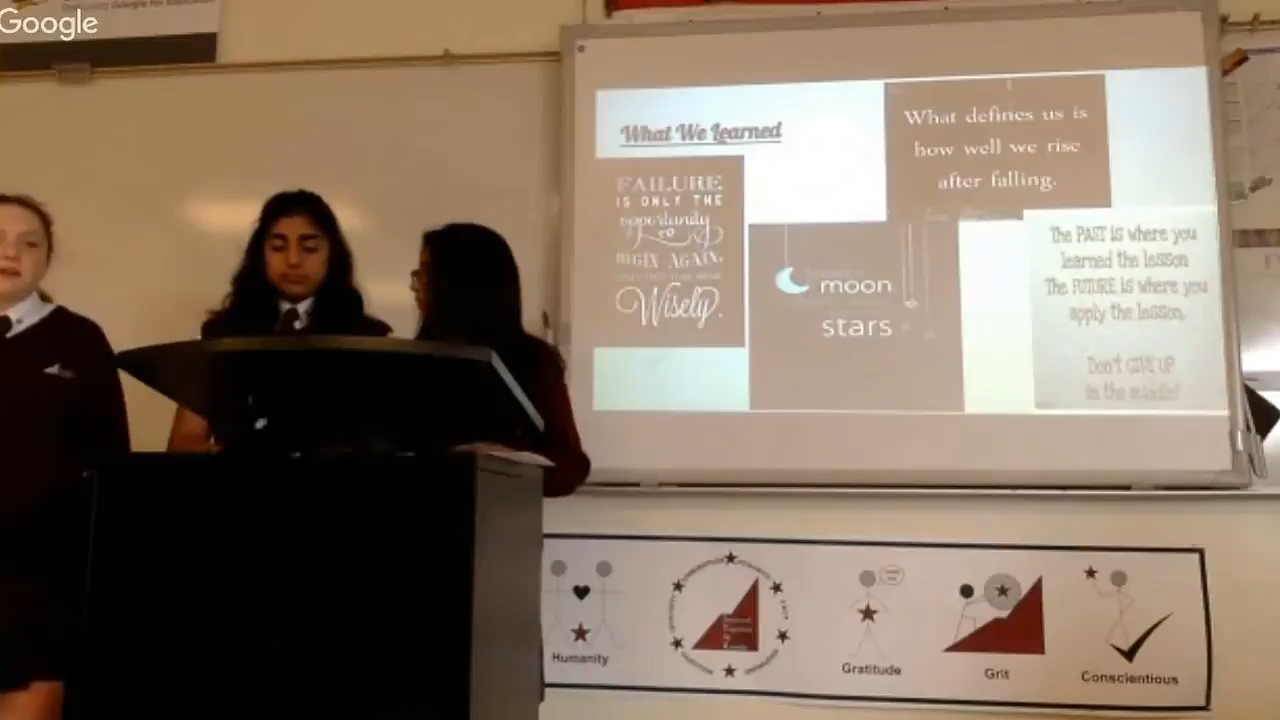 Google
What We Learned
FAILURE
IS ONLY THE
opportunity
TO
BEGIN AGAIN,
Wisely.
What defines us is
how well we rise
after falling.
moon
stars
The PAST is where you
learned the lesson
The FUTURE is where you
apply the lesson.
Don't GIVE UP
in the middle!
Humanity
Gratitude
Grit
Conscientious